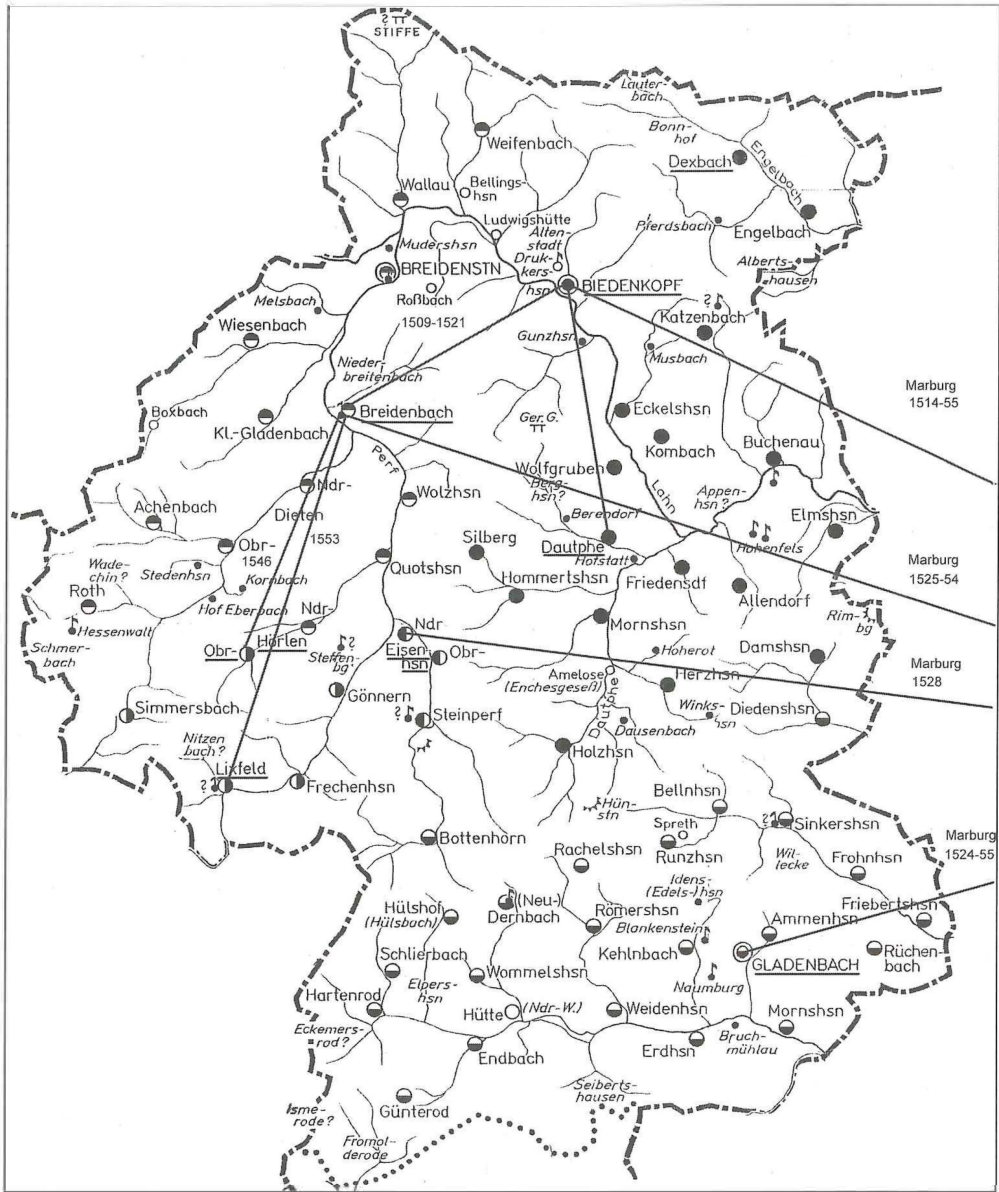 ? TT
STIFFE
Lauter-
bach
Bonn-
hof
Weifenbach
Dexbach
Engelbach
Wallau
Bellings-
hsn
Engelbach
Ludwigshütte
Alten-
stadt
Pferdsbach
Mudershsn
Druk-
kers-
hsn
BREIDENSTN
Alberts-
hausen
BIEDENKOPF
Melsbach
Roßbach
1509-1521
?
Katzenbach
Wiesenbach
Gunzhsn
Musbach
Nieder-
breitenbach
Marburg
1514-55
Boxbach
Breidenbach
Ger.G.
TT
Eckelshsn
Kl.-Gladenbach
Kombach
Buchenau
Perf
Wolfgruben
Berg-
hsn?
Lahn
Appen-
hsn?
Ndr-
Wolzhsn
Achenbach
Dieten
Berendorf
Elmshsn
1553
Silberg
Hohenfels
Obr-
1546
Dautphe
Hofstatt
Marburg
1525-54
Wade-
chin?
Stedenhsn
Kornbach
Quotshsn
Friedensdf
Roth
Hommertshsn
Allendorf
Hof Eberbach
Ndr-
Hessenwalt
Mornshsn
Rim-
bg
Schmer-
bach
Hörlen
Obr-
?
Steffen-
bg
Ndr
Eisen-
hsn
Obr-
Hoherot
Damshsn
Marburg
1528
Amelose
(Enchesgeseß)
Herzhsn
Gönnern
Winks-
hsn
Diedenshsn
Simmersbach
?
Steinperf
Dautphe
Dausenbach
Nitzen
bach?
Holzhsn
Lixfeld
?
Frechenhsn
Bellnhsn
Hün-
stn
?
Sinkershsn
Spreth
Bottenhorn
Runzhsn
Marburg
1524-55
Rachelshsn
Wil-
lecke
Frohnhsn
Idens-
(Edels-)hsn
(Neu-)
Dernbach
Hülshof
(Hülsbach)
Römershsn
Friebertshsn
Ammenhsn
Blankenstein
Kehlnbach
Schlierbach
GLADENBACH
Rüchen-
bach
Wommelshsn
Elpers-
hsn
Naumburg
Hartenrod
Hütte
(Ndr-W.)
Weidenhsn
Mornshsn
Eckemers-
rod?
Bruch-
mühlau
Endbach
Erdhsn
Seiberts-
hausen
Günterod
Isme-
rode?
Fromol-
derode